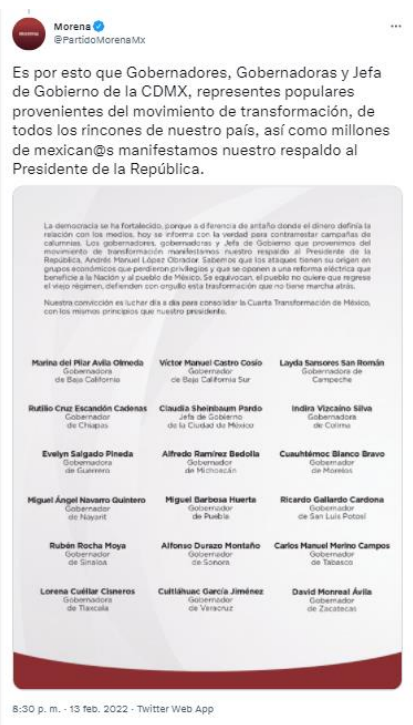 Morena
@PartidoMorenaMx
Es por esto que Gobernadores, Gobernadoras y Jefa
de Gobierno de la CDMX, representes populares
provenientes del movimiento de transformación, de
todos los rincones de nuestro país, así como millones
de mexican@s manifestamos nuestro respaldo al
Presidente de la República.
La democracia se ha fortalecido, porque a diferencia de antaño donde el dinero definía la
relación con los medios, hoy se informa con la verdad para contrarrestar campañas de
calumnias. Los gobernadores, gobernadoras y Jefa de Gobierno que provenimos del
movimiento de transformación manifestamos nuestro respaldo al Presidente de la
República, Andrés Manuel López Obrador. Sabemos que los ataques tienen su origen en
grupos económicos que perdieron privilegios y que se oponen a una reforma eléctrica que
beneficie a la Nación y al pueblo de México. Se equivocan, el pueblo no quiere que regrese
el viejo régimen, defienden con orgullo esta trasformación que no tiene marcha atrás.
Nuestra convicción es luchar día a día para consolidar la Cuarta Transformación de México,
con los mismos principios que nuestro presidente.
Marina del Pilar Avila Olmeda Víctor Manuel Castro Cosío Layda Sansores San Román
Gobernadora Gobernador Gobernadora de
de Baja California de Baja California Sur Campeche
Rutilio Cruz Escandón Cadenas Claudia Sheinbaum Pardo Indira Vizcaíno Silva
Gobernador Jefa de Gobierno Gobernadora
de Chiapas de la Ciudad de México de Colima
Evelyn Salgado Pineda Alfredo Ramírez Bedolla Cuauhtémoc Blanco Bravo
Gobernadora Gobernador Gobernador
de Guerrero de Michoacán de Morelos
Miguel Ángel Navarro Quintero Miguel Barbosa Huerta Ricardo Gallardo Cardona
Gobernador Gobernador Gobernador
de Nayarit de Puebla de San Luis Potosí
Rubén Rocha Moya Alfonso Durazo Montaño Carlos Manuel Merino Campos
Gobernador Gobernador Gobernador
de Sinaloa de Sonora de Tabasco
Lorena Cuéllar Cisneros Cuitláhuac García Jiménez David Monreal Ávila
Gobernadora Gobernador Gobernador
de Tlaxcala de Veracruz de Zacatecas
8:30 p. m. · 13 feb. 2022 · Twitter Web App